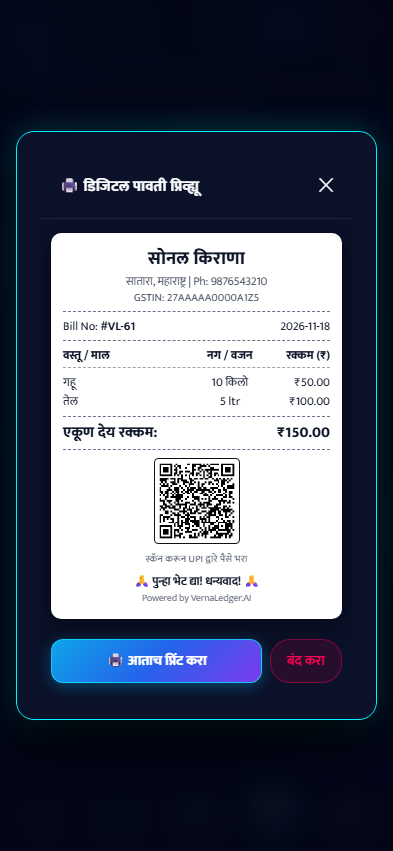 डिजिटल पावती प्रिव्ह्यू
सोनल किराणा
सातारा, महाराष्ट्र | Ph: 9876543210
GSTIN: 27AAAAA0000A1Z5
Bill No: #VL-61 2026-11-18
वस्तू / माल नग / वजन रक्कम (₹)
गहू 10 किलो ₹50.00
तेल 5 ltr ₹100.00
एकूण देय रक्कम: ₹150.00
स्कॅन करून UPI द्वारे पैसे भरा
🙏 पुन्हा भेट द्या! धन्यवाद! 🙏
Powered by VernaLedger.AI
आताच प्रिंट करा बंद करा